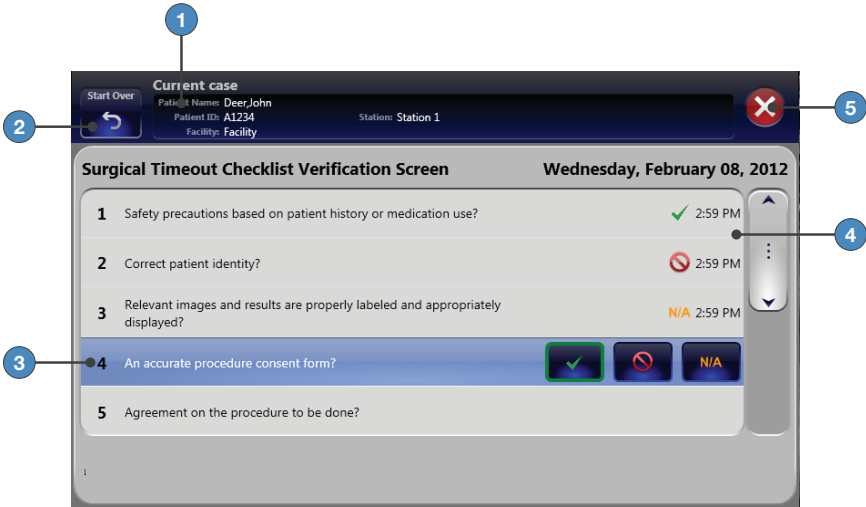 1
Start Over
Current case
Patient Name: Deer,John
Patient ID: A1234
Station: Station 1
Facility: Facility
2
5
Surgical Timeout Checklist Verification Screen
Wednesday, February 08, 2012
1 Safety precautions based on patient history or medication use? 2:59 PM
4
2 Correct patient identity? 2:59 PM
3 Relevant images and results are properly labeled and appropriately
displayed? N/A 2:59 PM
3
4 An accurate procedure consent form? N/A
5 Agreement on the procedure to be done?